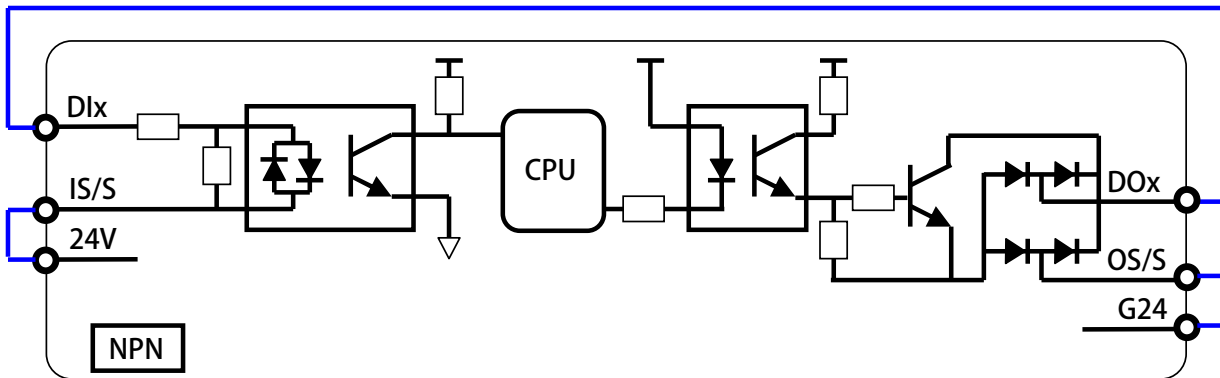 DIx
IS/S
24V
NPN
CPU
DOx
OS/S
G24